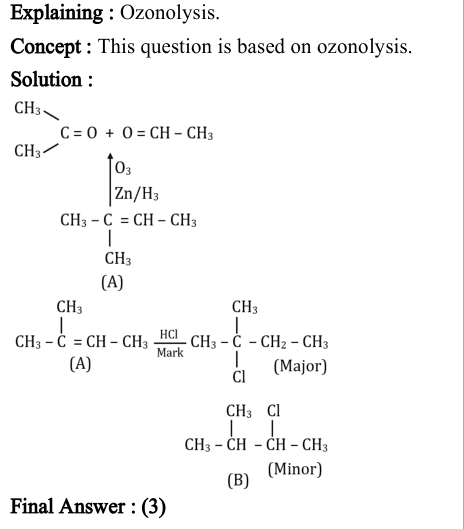 Explaining : Ozonolysis.
Concept : This question is based on ozonolysis.
Solution :
CH₃
C = O + O = CH – CH₃
CH₃
O₃
Zn/H₃
CH₃ – C = CH – CH₃
CH₃
(A)
CH₃ CH₃
CH₃ – C = CH – CH₃ HCl Mark CH₃ – C – CH₂ – CH₃
(A) Cl (Major)
CH₃ Cl
CH₃ – CH – CH – CH₃
(B) (Minor)
Final Answer : (3)